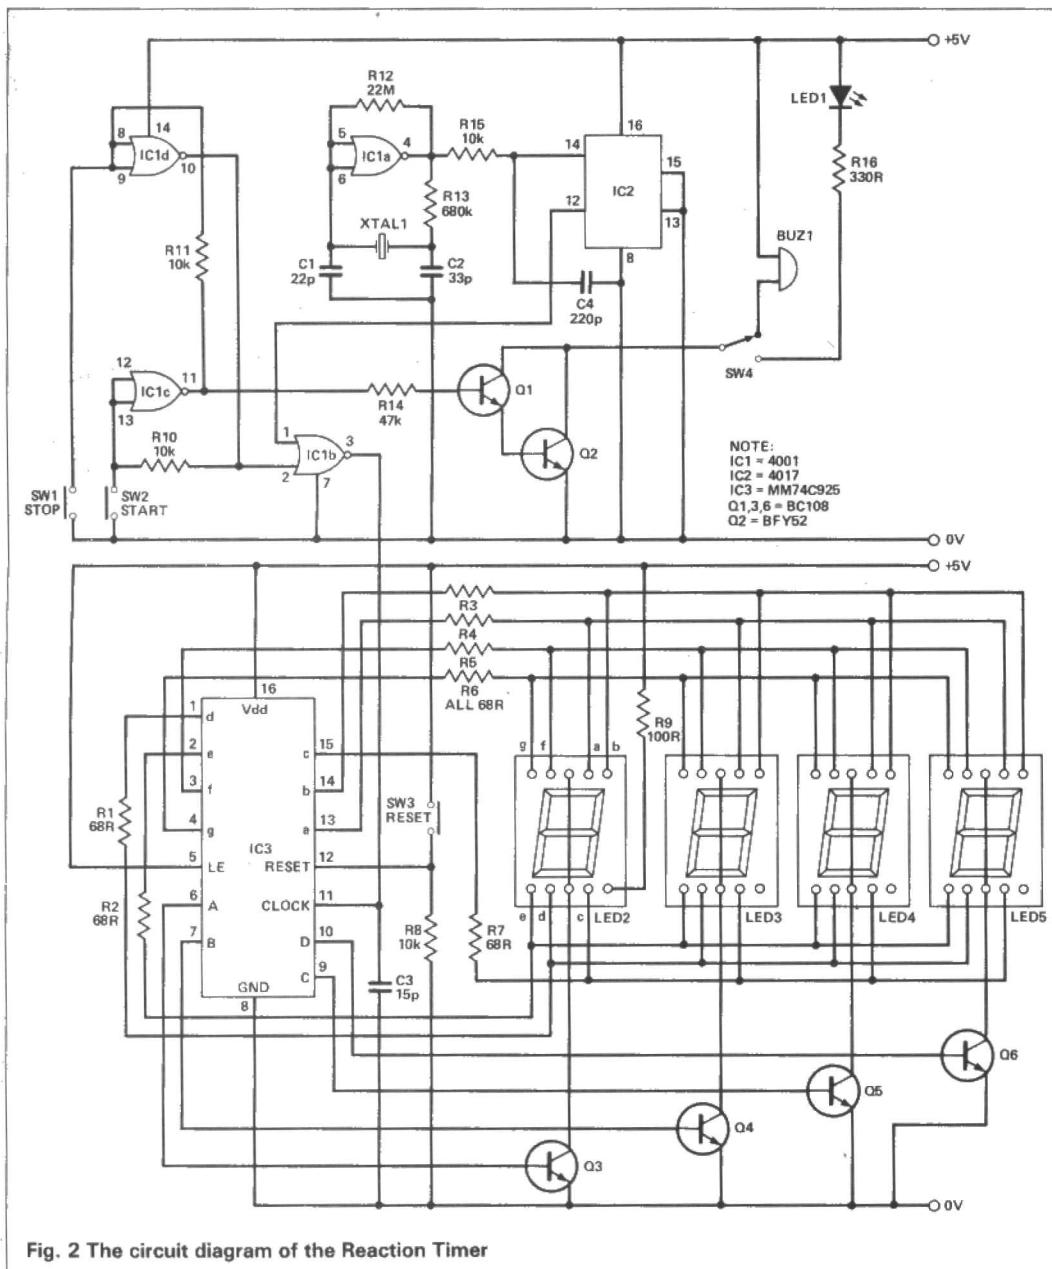 +5V
R12
22M
LED1
8
14
9
IC1d
10
5
4
6
IC1a
R15
10k
16
14
15
12
IC2
13
8
R16
330R
R13
680k
XTAL1
R11
10k
C1
22p
C2
33p
BUZ1
C4
220p
SW4
12
11
13
IC1c
R14
47k
Q1
R10
10k
1
3
2
IC1b
7
Q2
NOTE:
IC1 = 4001
IC2 = 4017
IC3 = MM74C925
Q1,3,6 = BC108
Q2 = BFY52
SW1
STOP
SW2
START
0V
+5V
R3
R4
R5
R6
ALL 68R
R9
100R
16
Vdd
1 d
2 e
3 f
4 g
5 LE
6 A
7 B
15 c
14 b
13 a
12 RESET
11 CLOCK
10 D
9 C
IC3
GND
8
R1
68R
R2
68R
SW3
RESET
R8
10k
R7
68R
C3
15p
g f a b
e d c
LED2
LED3
LED4
LED5
Q6
Q5
Q4
Q3
0V
Fig. 2 The circuit diagram of the Reaction Timer